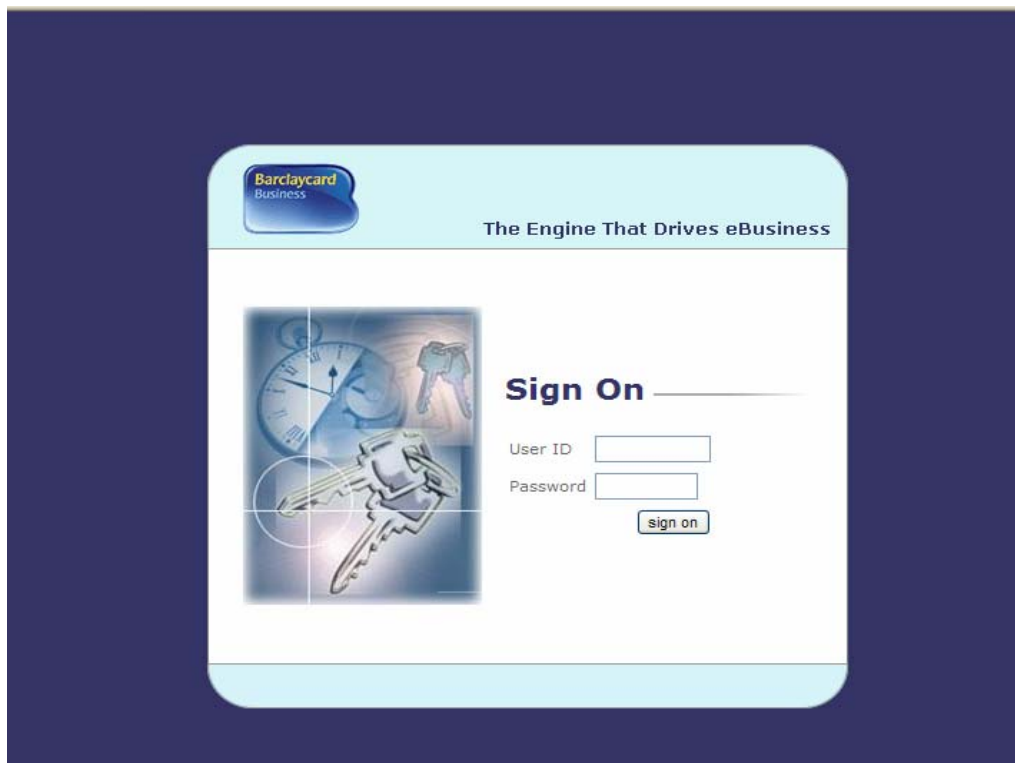 Barclaycard
Business
The Engine That Drives eBusiness
Sign On
User ID
Password
sign on